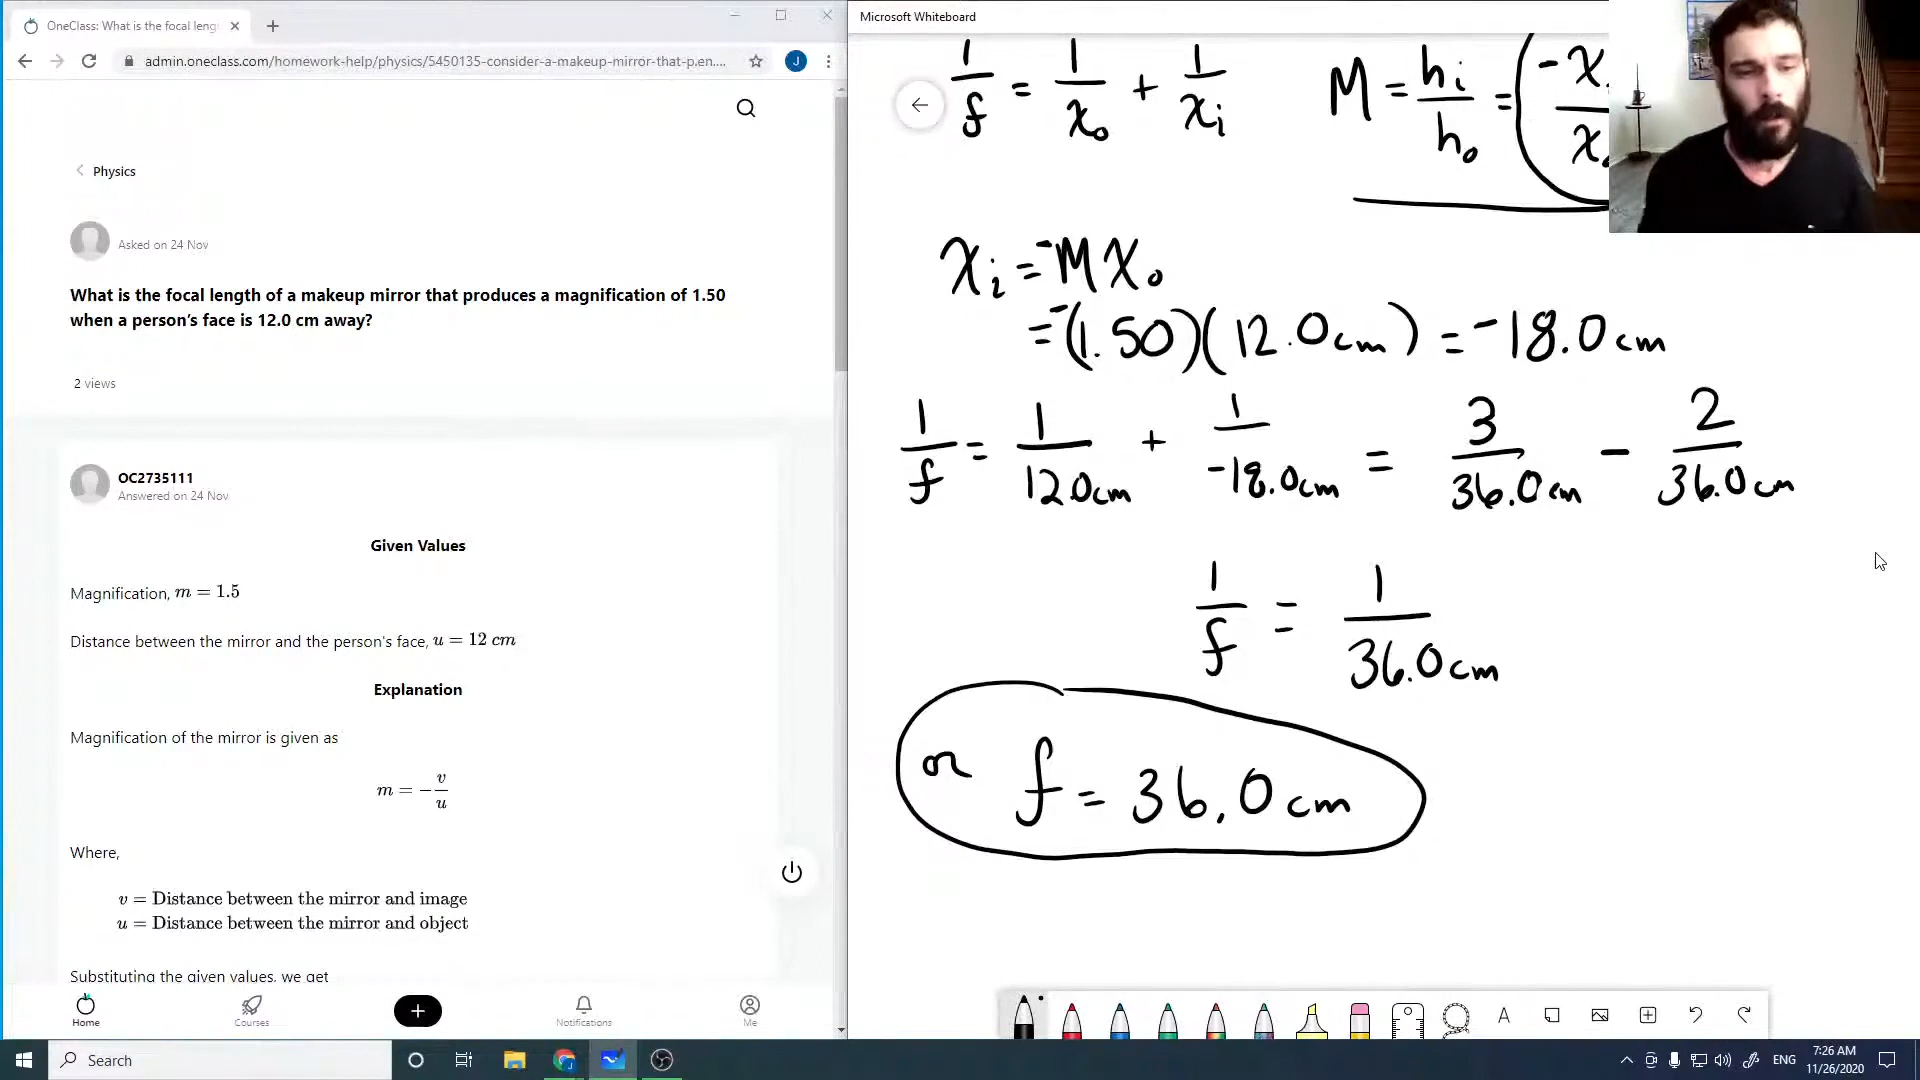 OneClass: What is the focal leng
admin.oneclass.com/homework-help/physics/5450135-consider-a-makeup-mirror-that-p.en....
J
Physics
Asked on 24 Nov
What is the focal length of a makeup mirror that produces a magnification of 1.50
when a person's face is 12.0 cm away?
2 views
OC2735111
Answered on 24 Nov
Given Values
Magnification, m = 1.5
Distance between the mirror and the person's face, u = 12 cm
Explanation
Magnification of the mirror is given as
m = -v/u
Where,
v = Distance between the mirror and image
u = Distance between the mirror and object
Substituting the given values, we get
Home
Courses
Notifications
Me
Microsoft Whiteboard
1/f = 1/x₀ + 1/xᵢ
M = hᵢ/h₀ = -x
xᵢ = -Mx₀
= -(1.50)(12.0cm) = -18.0cm
1/f = 1/12.0cm + 1/-18.0cm = 3/36.0cm - 2/36.0cm
1/f = 1/36.0cm
or f = 36.0cm
A
Search
ENG
7:26 AM
11/26/2020